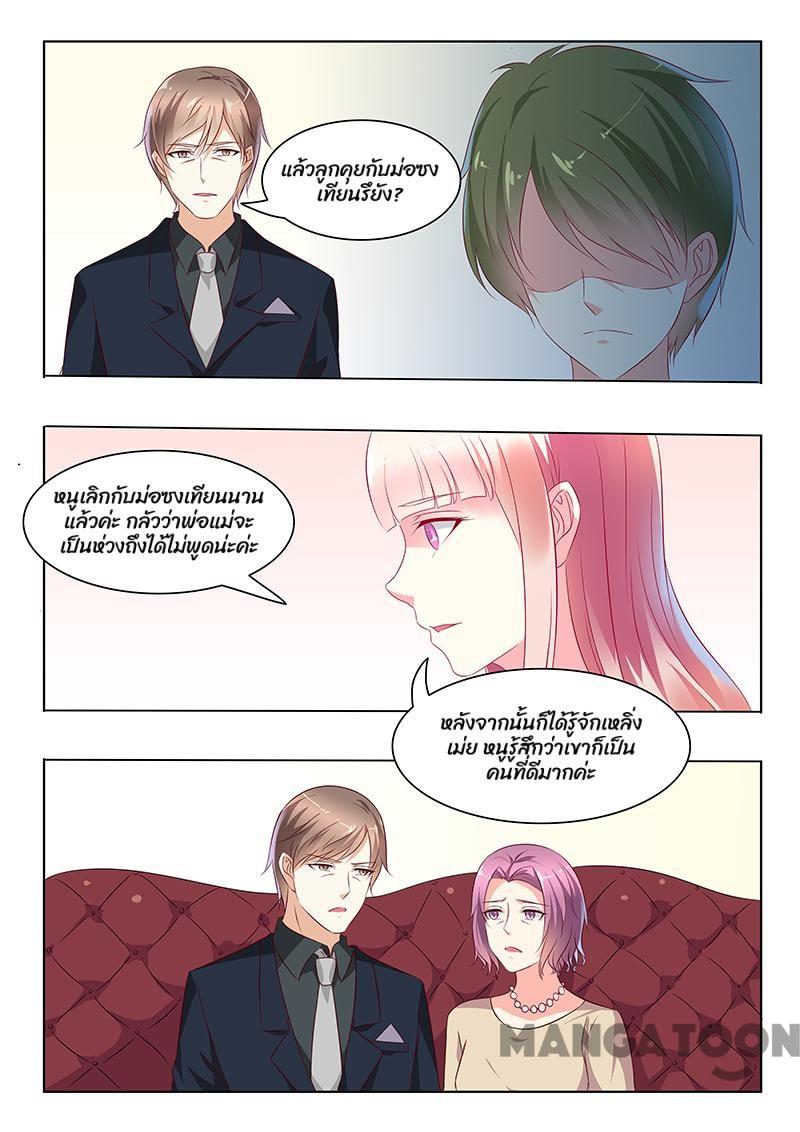 แล้วลูกคุยกับม่อซง
เทียนรึยัง?
หนูเลิกกับม่อซงเทียนนาน
แล้วค่ะ กลัวว่าพ่อแม่จะ
เป็นห่วงถึงได้ไม่พูดน่ะค่ะ
หลังจากนั้นก็ได้รู้จักเหลิ่ง
เม่ย หนูรู้สึกว่าเขาก็เป็น
คนที่ดีมากค่ะ
MANGATOON